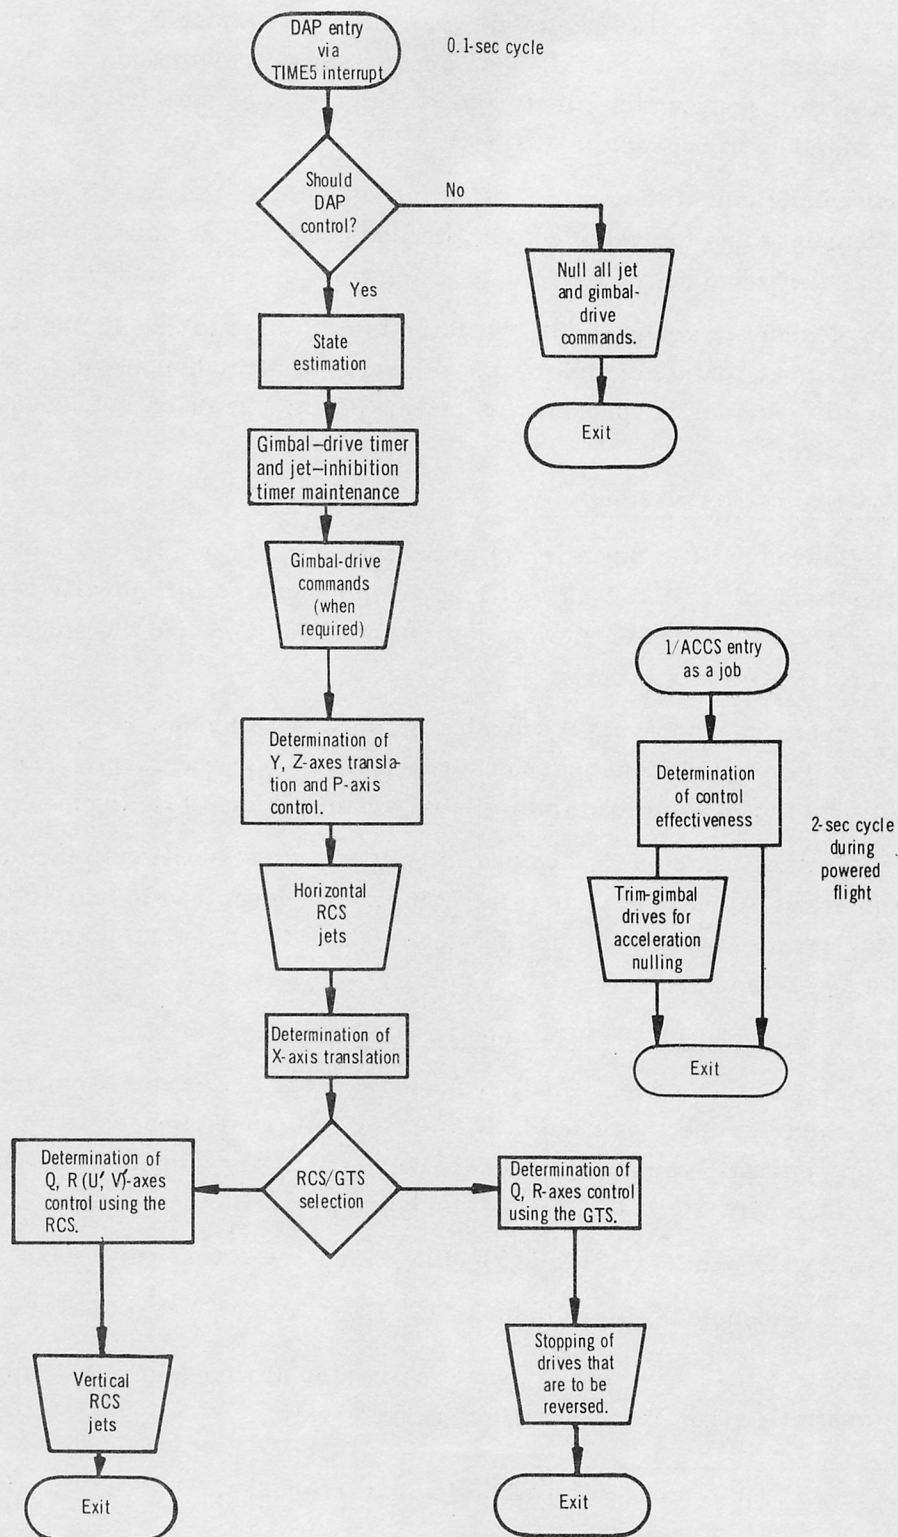 DAP entry
via
TIME5 interrupt
0.1-sec cycle
Should
DAP
control?
No
Yes
Null all jet
and gimbal-
drive
commands.
Exit
State
estimation
Gimbal–drive timer
and jet–inhibition
timer maintenance
Gimbal-drive
commands
(when
required)
Determination of
Y, Z-axes transla-
tion and P-axis
control.
Horizontal
RCS
jets
Determination of
X-axis translation
RCS/GTS
selection
Determination of
Q, R (U', V')-axes
control using the
RCS.
Vertical
RCS
jets
Exit
Determination of
Q, R-axes control
using the GTS.
Stopping of
drives that
are to be
reversed.
Exit
1/ACCS entry
as a job
Determination
of control
effectiveness
2-sec cycle
during
powered
flight
Trim-gimbal
drives for
acceleration
nulling
Exit